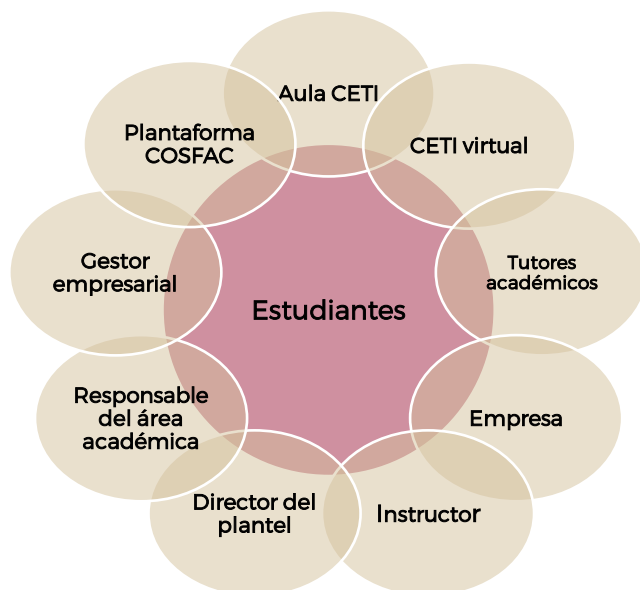 Aula CETI
CETI virtual
Tutores
académicos
Empresa
Instructor
Director del
plantel
Responsable
del área
académica
Gestor
empresarial
Plantaforma
COSFAC
Estudiantes